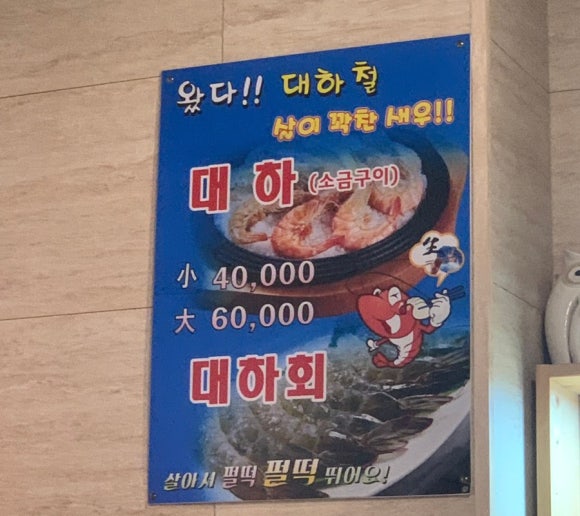 왔다!! 대하철
살이 꽉찬 새우!!
대하 (소금구이)
生
小 40,000
大 60,000
대하회
살아서 펄떡 펄떡 뛰어요!